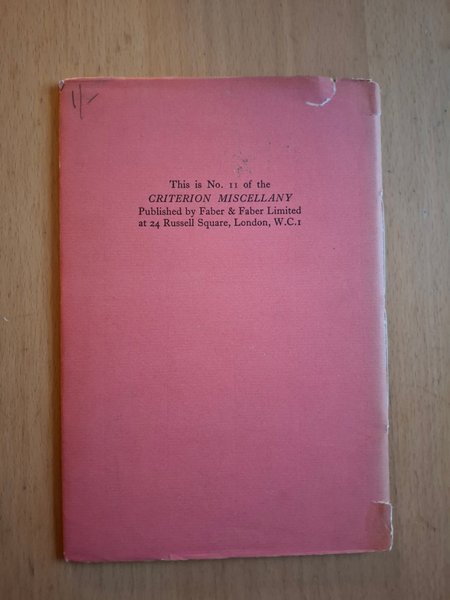 1/-
This is No. 11 of the
CRITERION MISCELLANY
Published by Faber & Faber Limited
at 24 Russell Square, London, W.C.1